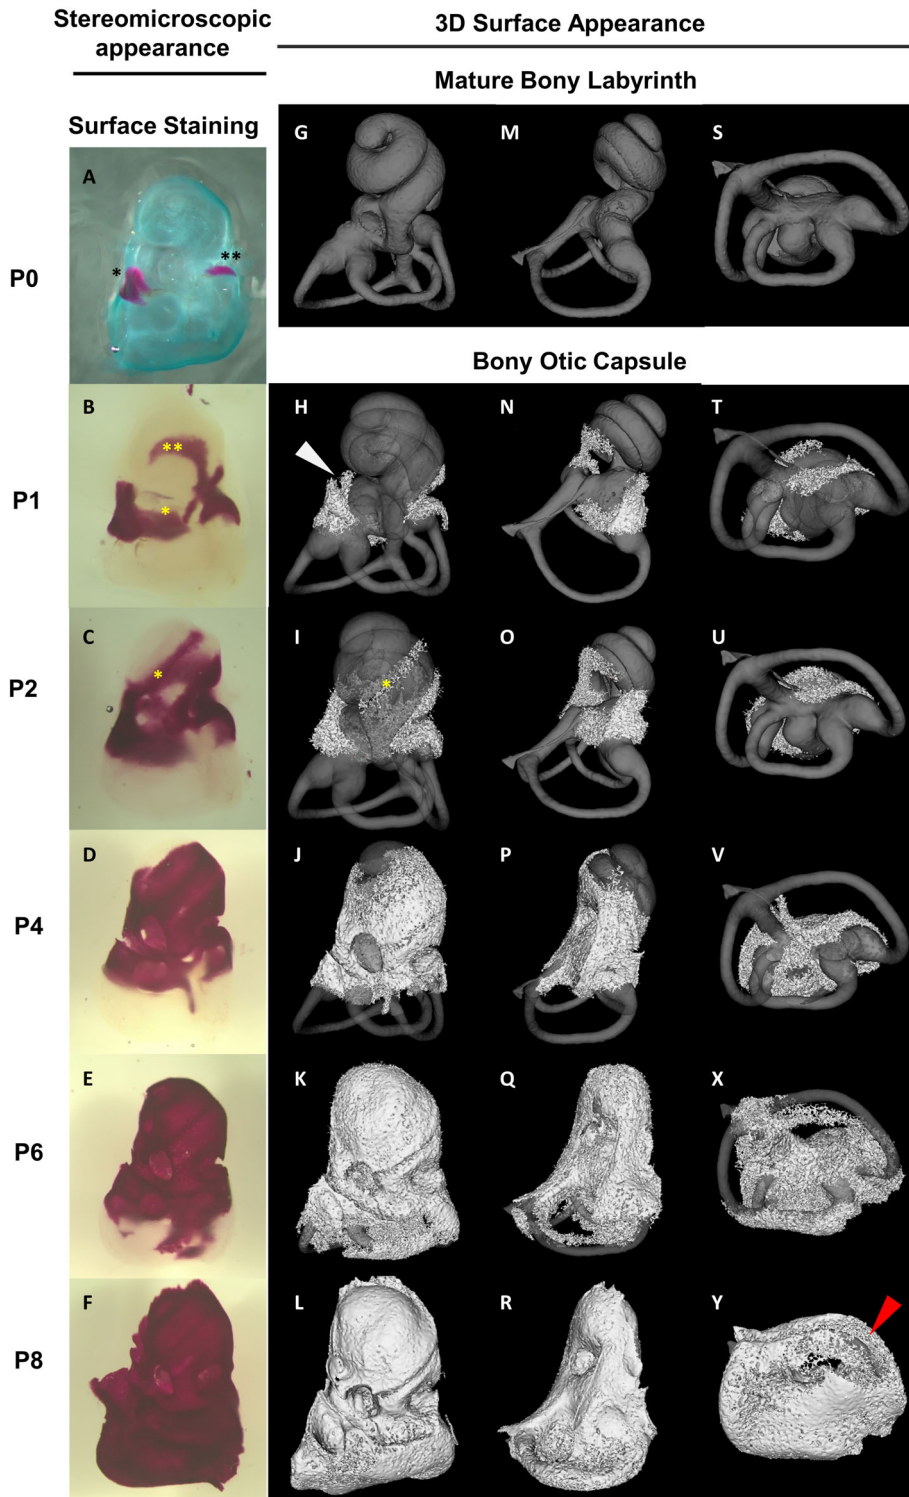 Stereomicroscopic
appearance
3D Surface Appearance
Mature Bony Labyrinth
Surface Staining
A
G
M
S
*
**
P0
Bony Otic Capsule
B
H
N
T
**
*
P1
C
I
O
U
*
*
P2
D
J
P
V
P4
E
K
Q
X
P6
F
L
R
Y
P8